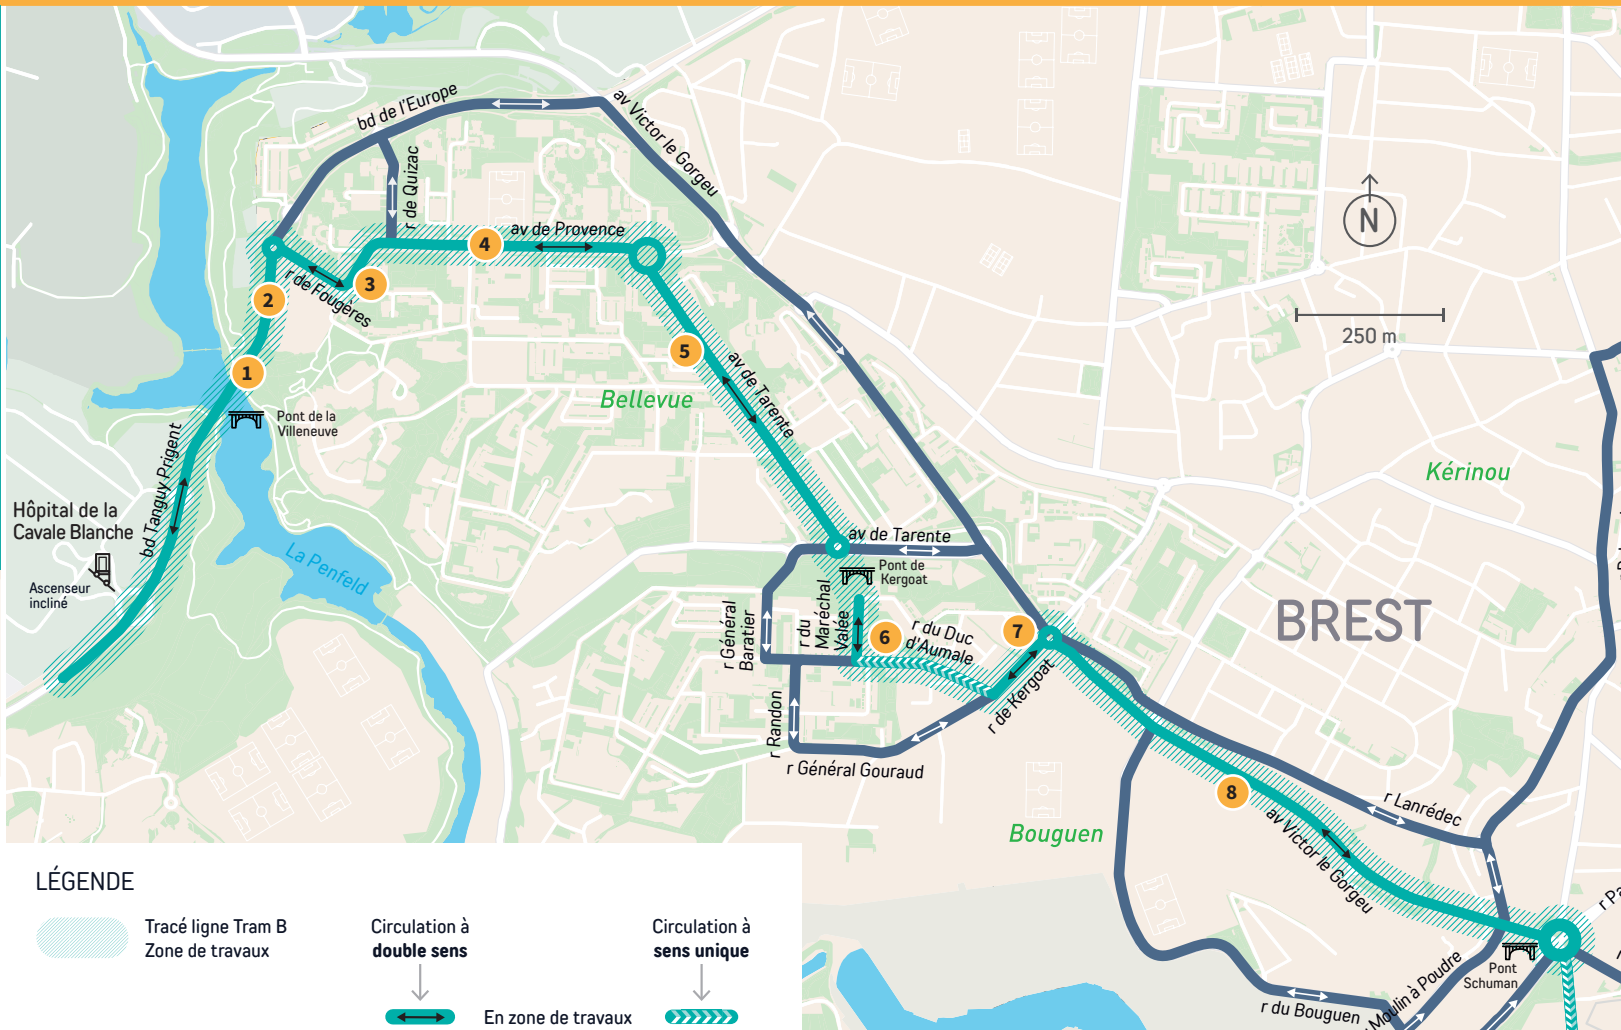 bd de l'Europe
av Victor le Gorgeu
r de Quizac
av de Provence
4
3
2
r de Fougères
1
Pont de la
Villeneuve
5
av de Tarente
Bellevue
N
250 m
Kérinou
bd Tanguy Prigent
Hôpital de la
Cavale Blanche
Ascenseur
incliné
La Penfeld
av de Tarente
Pont de
Kergoat
r Général
Baratier
r du
Maréchal
Valée
6
r du Duc
d'Aumale
7
r de Kergoat
BREST
r Randon
r Général Gouraud
8
r Lanrédec
Bouguen
av Victor le Gorgeu
Pont
Schuman
Moulin à Poudre
r du Bouguen
LÉGENDE
Tracé ligne Tram B
Zone de travaux
Circulation à
double sens
Circulation à
sens unique
En zone de travaux